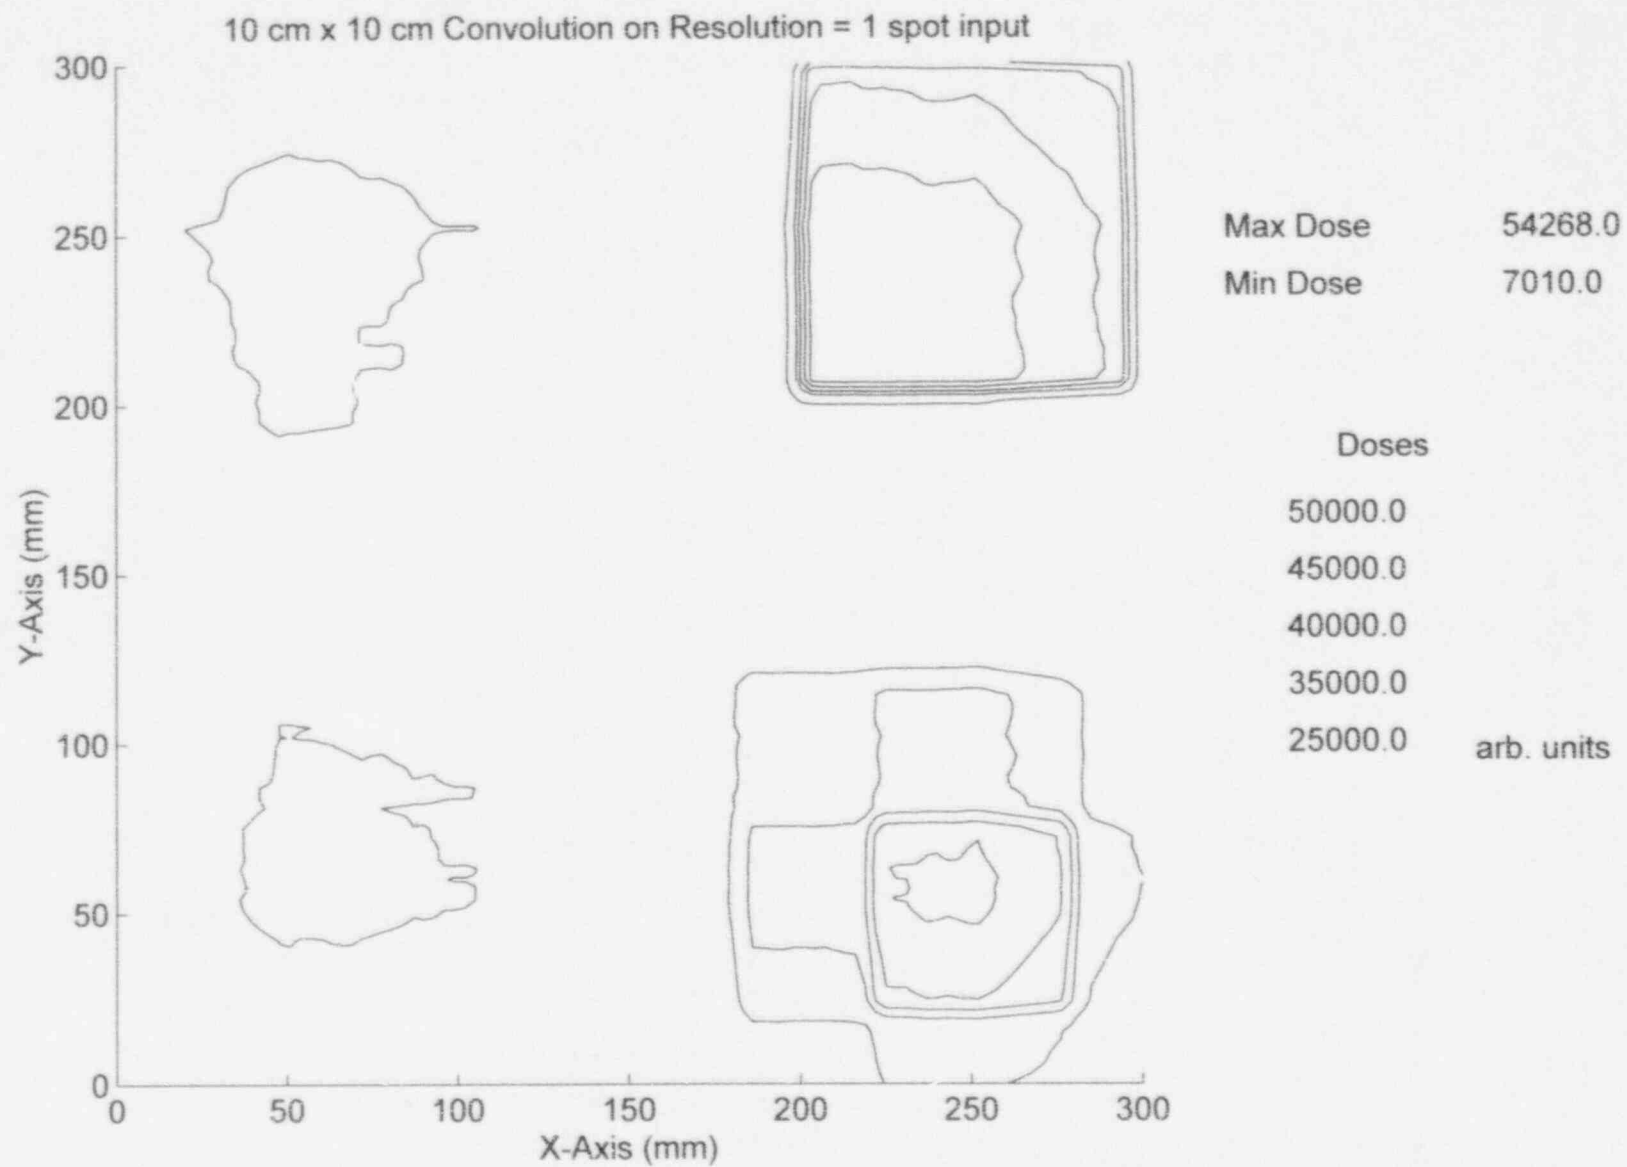 10 cm x 10 cm Convolution on Resolution = 1 spot input
300
250
200
150
100
50
0
Y-Axis (mm)
0 50 100 150 200 250 300
X-Axis (mm)
Max Dose 54268.0
Min Dose 7010.0
Doses
50000.0
45000.0
40000.0
35000.0
25000.0 arb. units